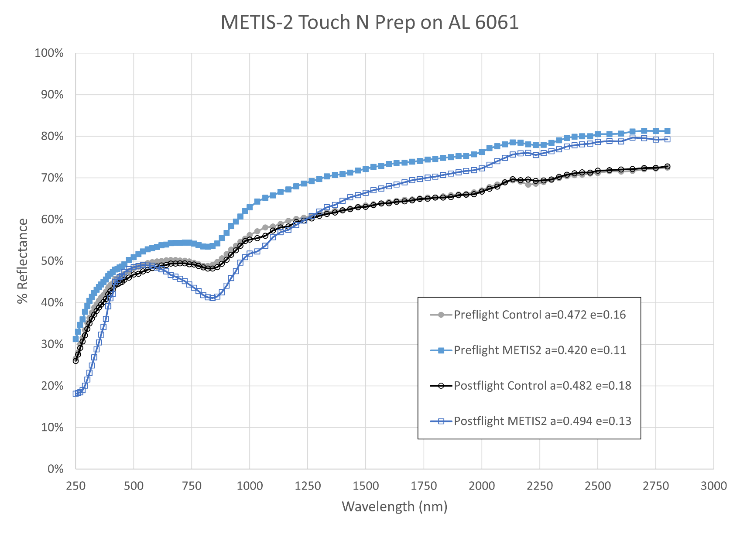 METIS-2 Touch N Prep on AL 6061
100%
90%
80%
70%
60%
50%
40%
30%
20%
10%
0%
% Reflectance
Preflight Control a=0.472 e=0.16
Preflight METIS2 a=0.420 e=0.11
Postflight Control a=0.482 e=0.18
Postflight METIS2 a=0.494 e=0.13
250 500 750 1000 1250 1500 1750 2000 2250 2500 2750 3000
Wavelength (nm)